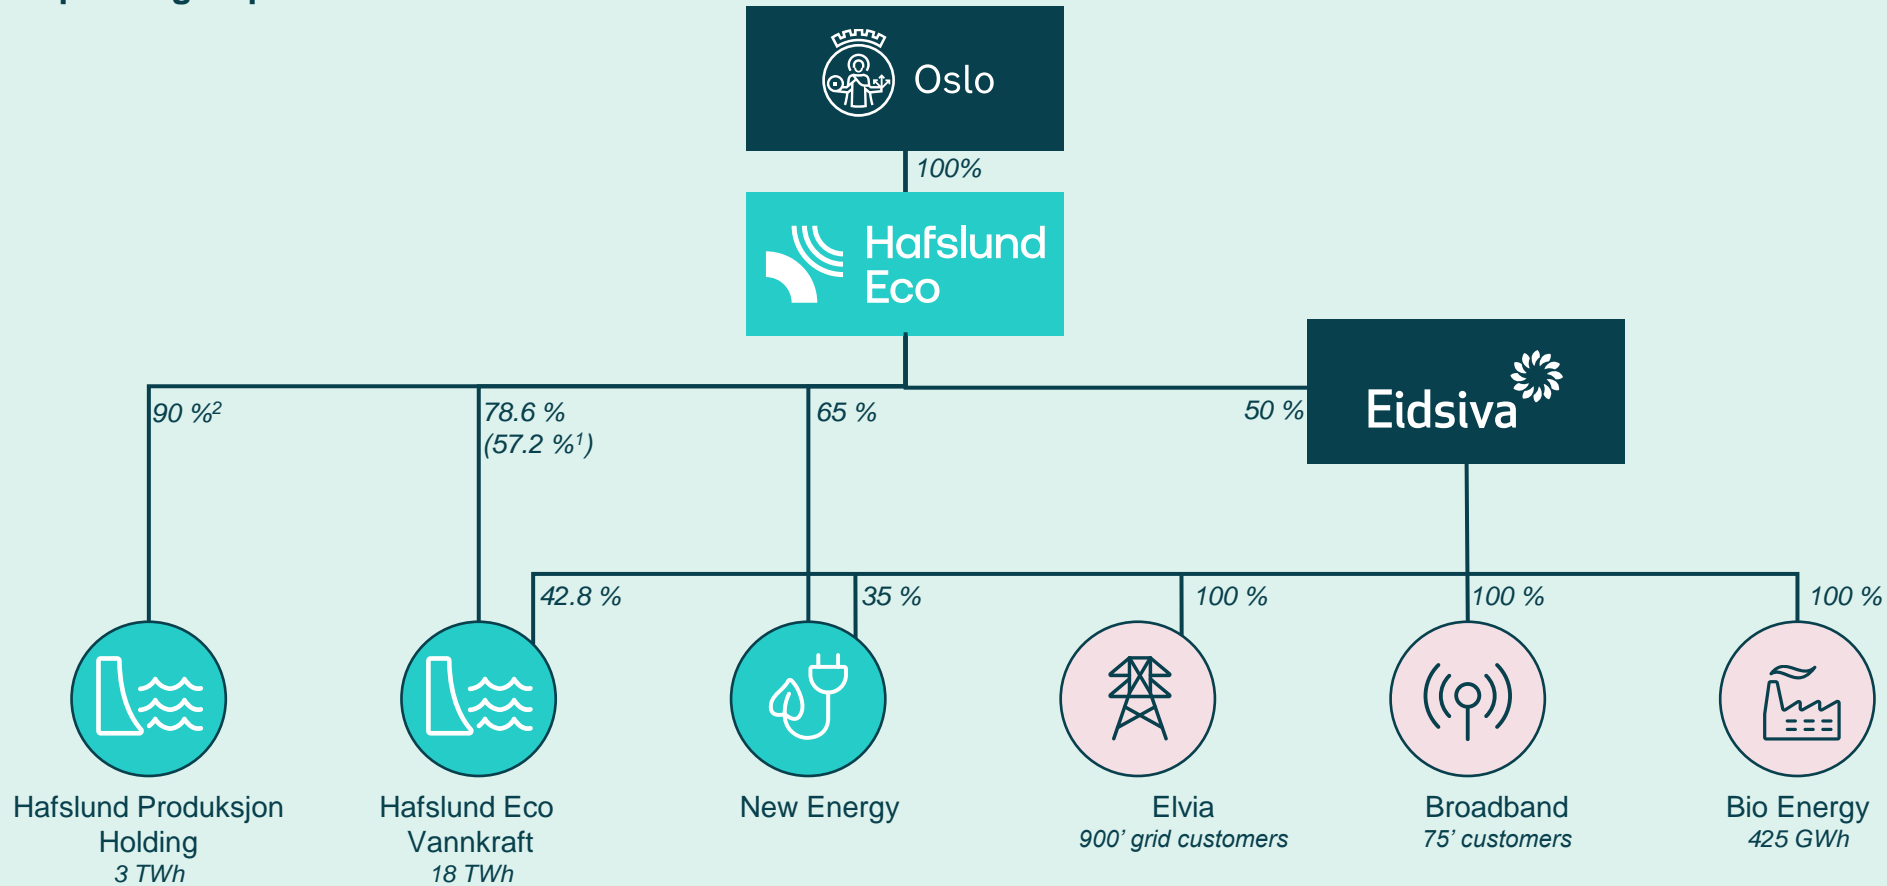 Oslo
100%
Hafslund
Eco
Eidsiva
90 %²
78.6 %
(57.2 %¹)
65 %
50 %
42.8 %
35 %
100 %
100 %
100 %
Hafslund Produksjon
Holding
3 TWh
Hafslund Eco
Vannkraft
18 TWh
New Energy
Elvia
900’ grid customers
Broadband
75’ customers
Bio Energy
425 GWh